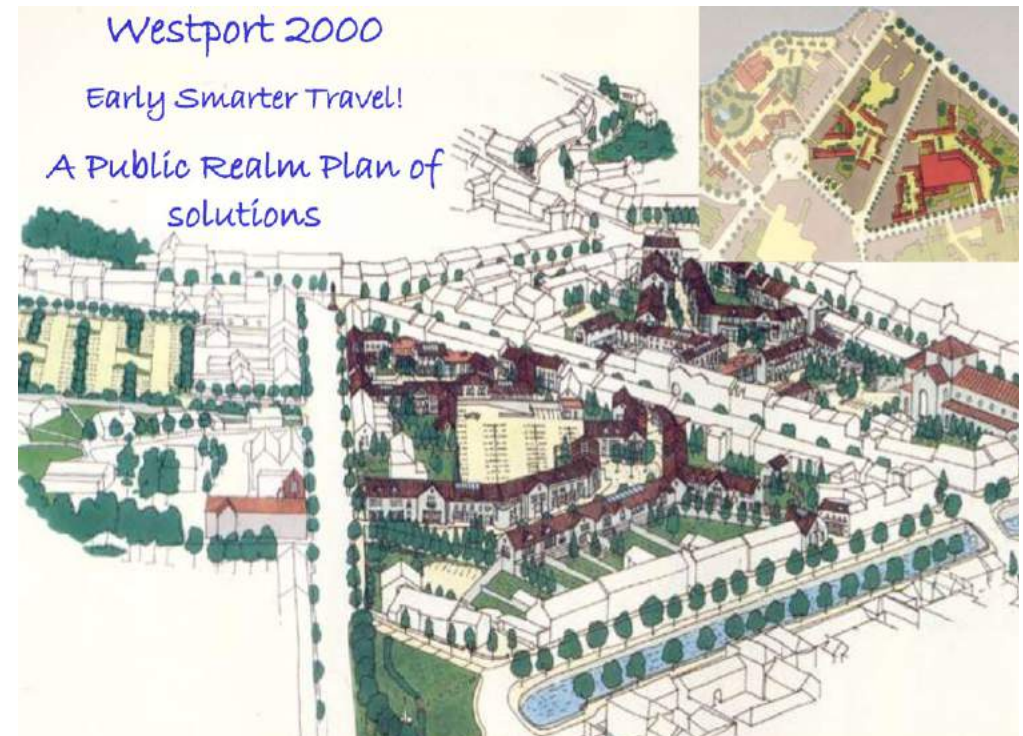 Westport 2000
Early Smarter Travel!
A Public Realm Plan of
solutions